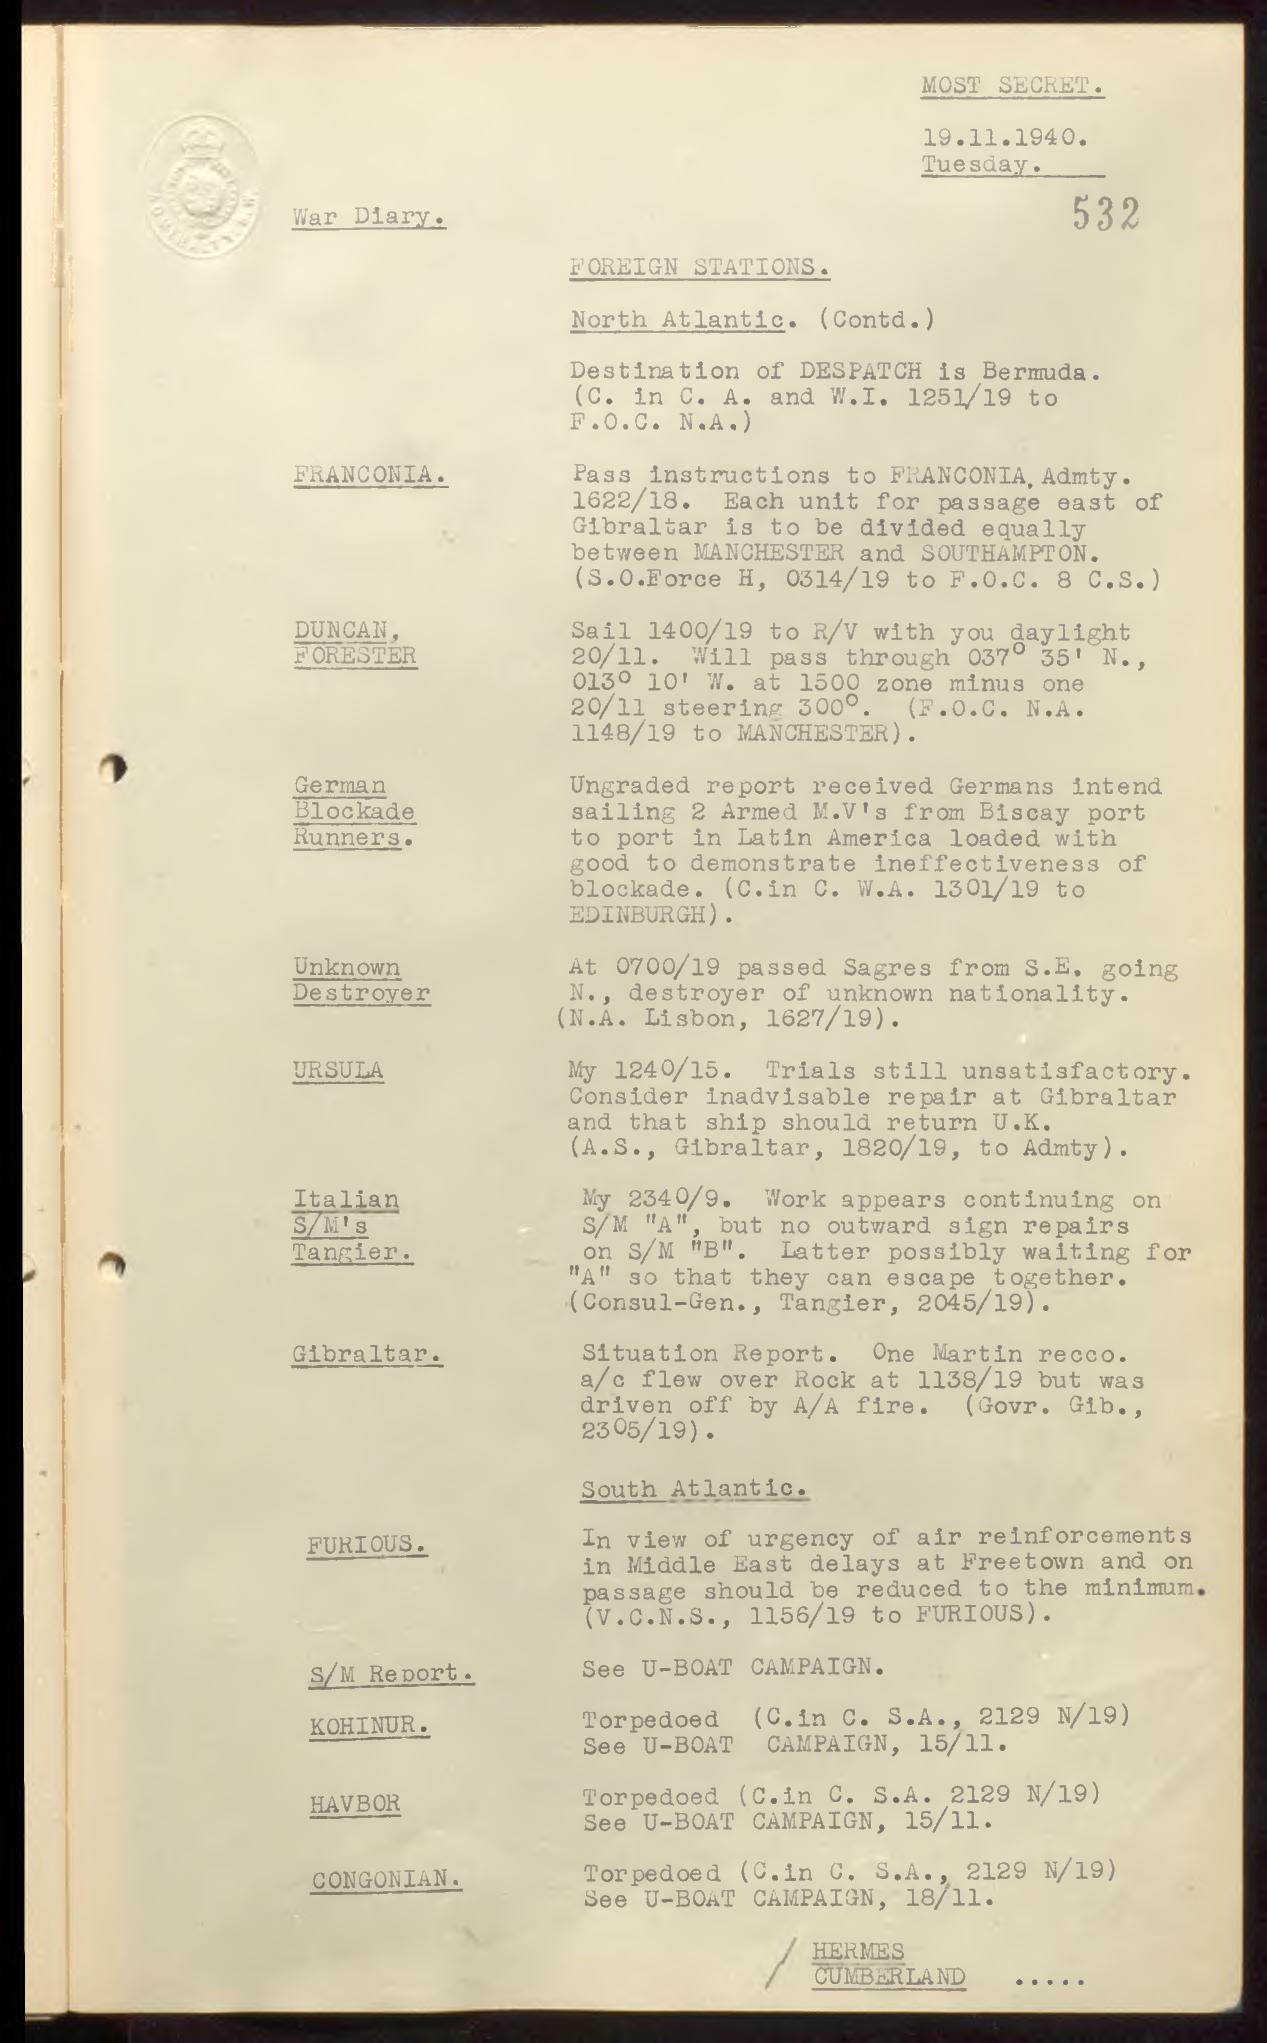 MOST SECRET.
19.11.1940.
Tuesday.
532
War Diary.
FOREIGN STATIONS.
North Atlantic. (Contd.)
Destination of DESPATCH is Bermuda.
(C. in C. A. and W.I. 1251/19 to
F.O.C. N.A.)
FRANCONIA.
Pass instructions to FRANCONIA, Admty.
1622/18. Each unit for passage east of
Gibraltar is to be divided equally
between MANCHESTER and SOUTHAMPTON.
(S.O.Force H, 0314/19 to F.O.C. 8 C.S.)
DUNCAN,
FORESTER
Sail 1400/19 to R/V with you daylight
20/11. Will pass through 037° 35' N.,
013° 10' W. at 1500 zone minus one
20/11 steering 300°. (F.O.C. N.A.
1148/19 to MANCHESTER).
German
Blockade
Runners.
Ungraded report received Germans intend
sailing 2 Armed M.V's from Biscay port
to port in Latin America loaded with
good to demonstrate ineffectiveness of
blockade. (C.in C. W.A. 1301/19 to
EDINBURGH).
Unknown
Destroyer
At 0700/19 passed Sagres from S.E. going
N., destroyer of unknown nationality.
(N.A. Lisbon, 1627/19).
URSULA
My 1240/15. Trials still unsatisfactory.
Consider inadvisable repair at Gibraltar
and that ship should return U.K.
(A.S., Gibraltar, 1820/19, to Admty).
Italian
S/M's
Tangier.
My 2340/9. Work appears continuing on
S/M "A", but no outward sign repairs
on S/M "B". Latter possibly waiting for
"A" so that they can escape together.
(Consul-Gen., Tangier, 2045/19).
Gibraltar.
Situation Report. One Martin recco.
a/c flew over Rock at 1138/19 but was
driven off by A/A fire. (Govr. Gib.,
2305/19).
South Atlantic.
FURIOUS.
In view of urgency of air reinforcements
in Middle East delays at Freetown and on
passage should be reduced to the minimum.
(V.C.N.S., 1156/19 to FURIOUS).
S/M Report.
See U-BOAT CAMPAIGN.
KOHINUR.
Torpedoed (C.in C. S.A., 2129 N/19)
See U-BOAT CAMPAIGN, 15/11.
HAVBOR
Torpedoed (C.in C. S.A. 2129 N/19)
See U-BOAT CAMPAIGN, 15/11.
CONGONIAN.
Torpedoed (C.in C. S.A., 2129 N/19)
See U-BOAT CAMPAIGN, 18/11.
/ HERMES
CUMBERLAND .....